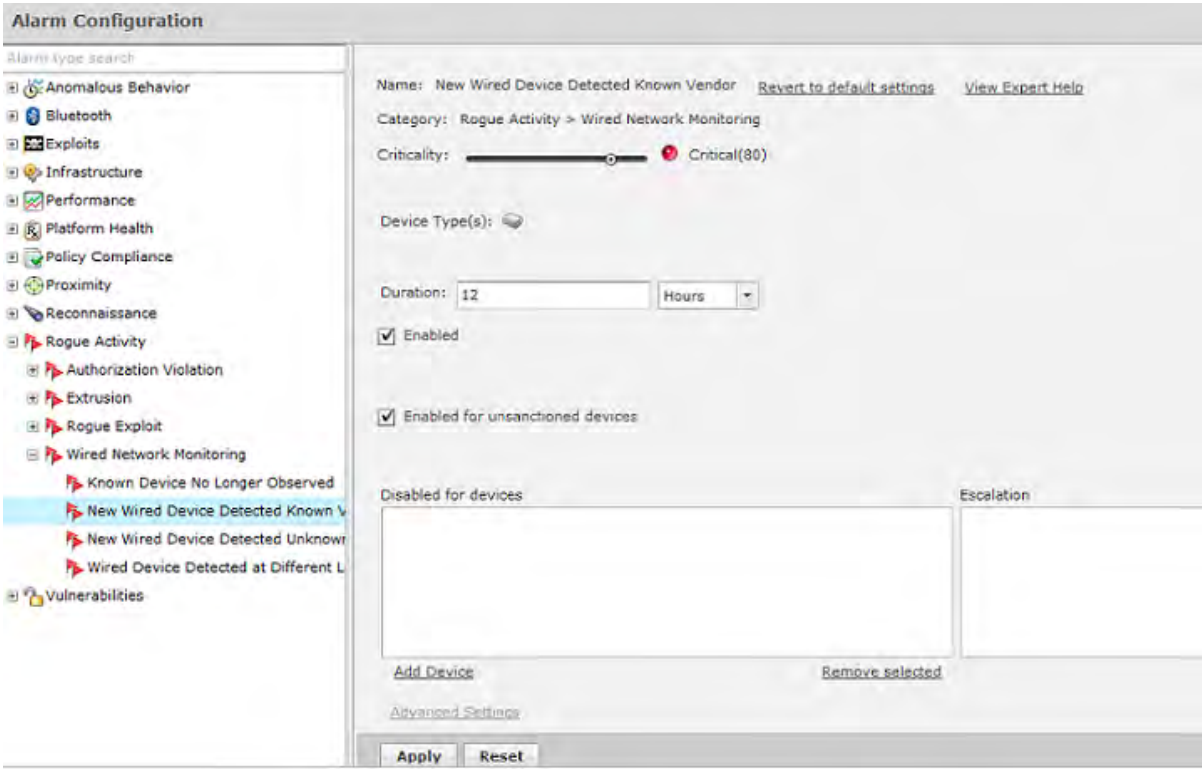 Alarm Configuration
Alarm type search
Anomalous Behavior
Bluetooth
Exploits
Infrastructure
Performance
Platform Health
Policy Compliance
Proximity
Reconnaissance
Rogue Activity
Authorization Violation
Extrusion
Rogue Exploit
Wired Network Monitoring
Known Device No Longer Observed
New Wired Device Detected Known V
New Wired Device Detected Unknown
Wired Device Detected at Different L
Vulnerabilities
Name: New Wired Device Detected Known Vendor Revert to default settings View Expert Help
Category: Rogue Activity > Wired Network Monitoring
Criticality: Critical(80)
Device Type(s):
Duration: 12 Hours
Enabled
Enabled for unsanctioned devices
Disabled for devices Escalation
Add Device Remove selected
Advanced Settings
Apply Reset